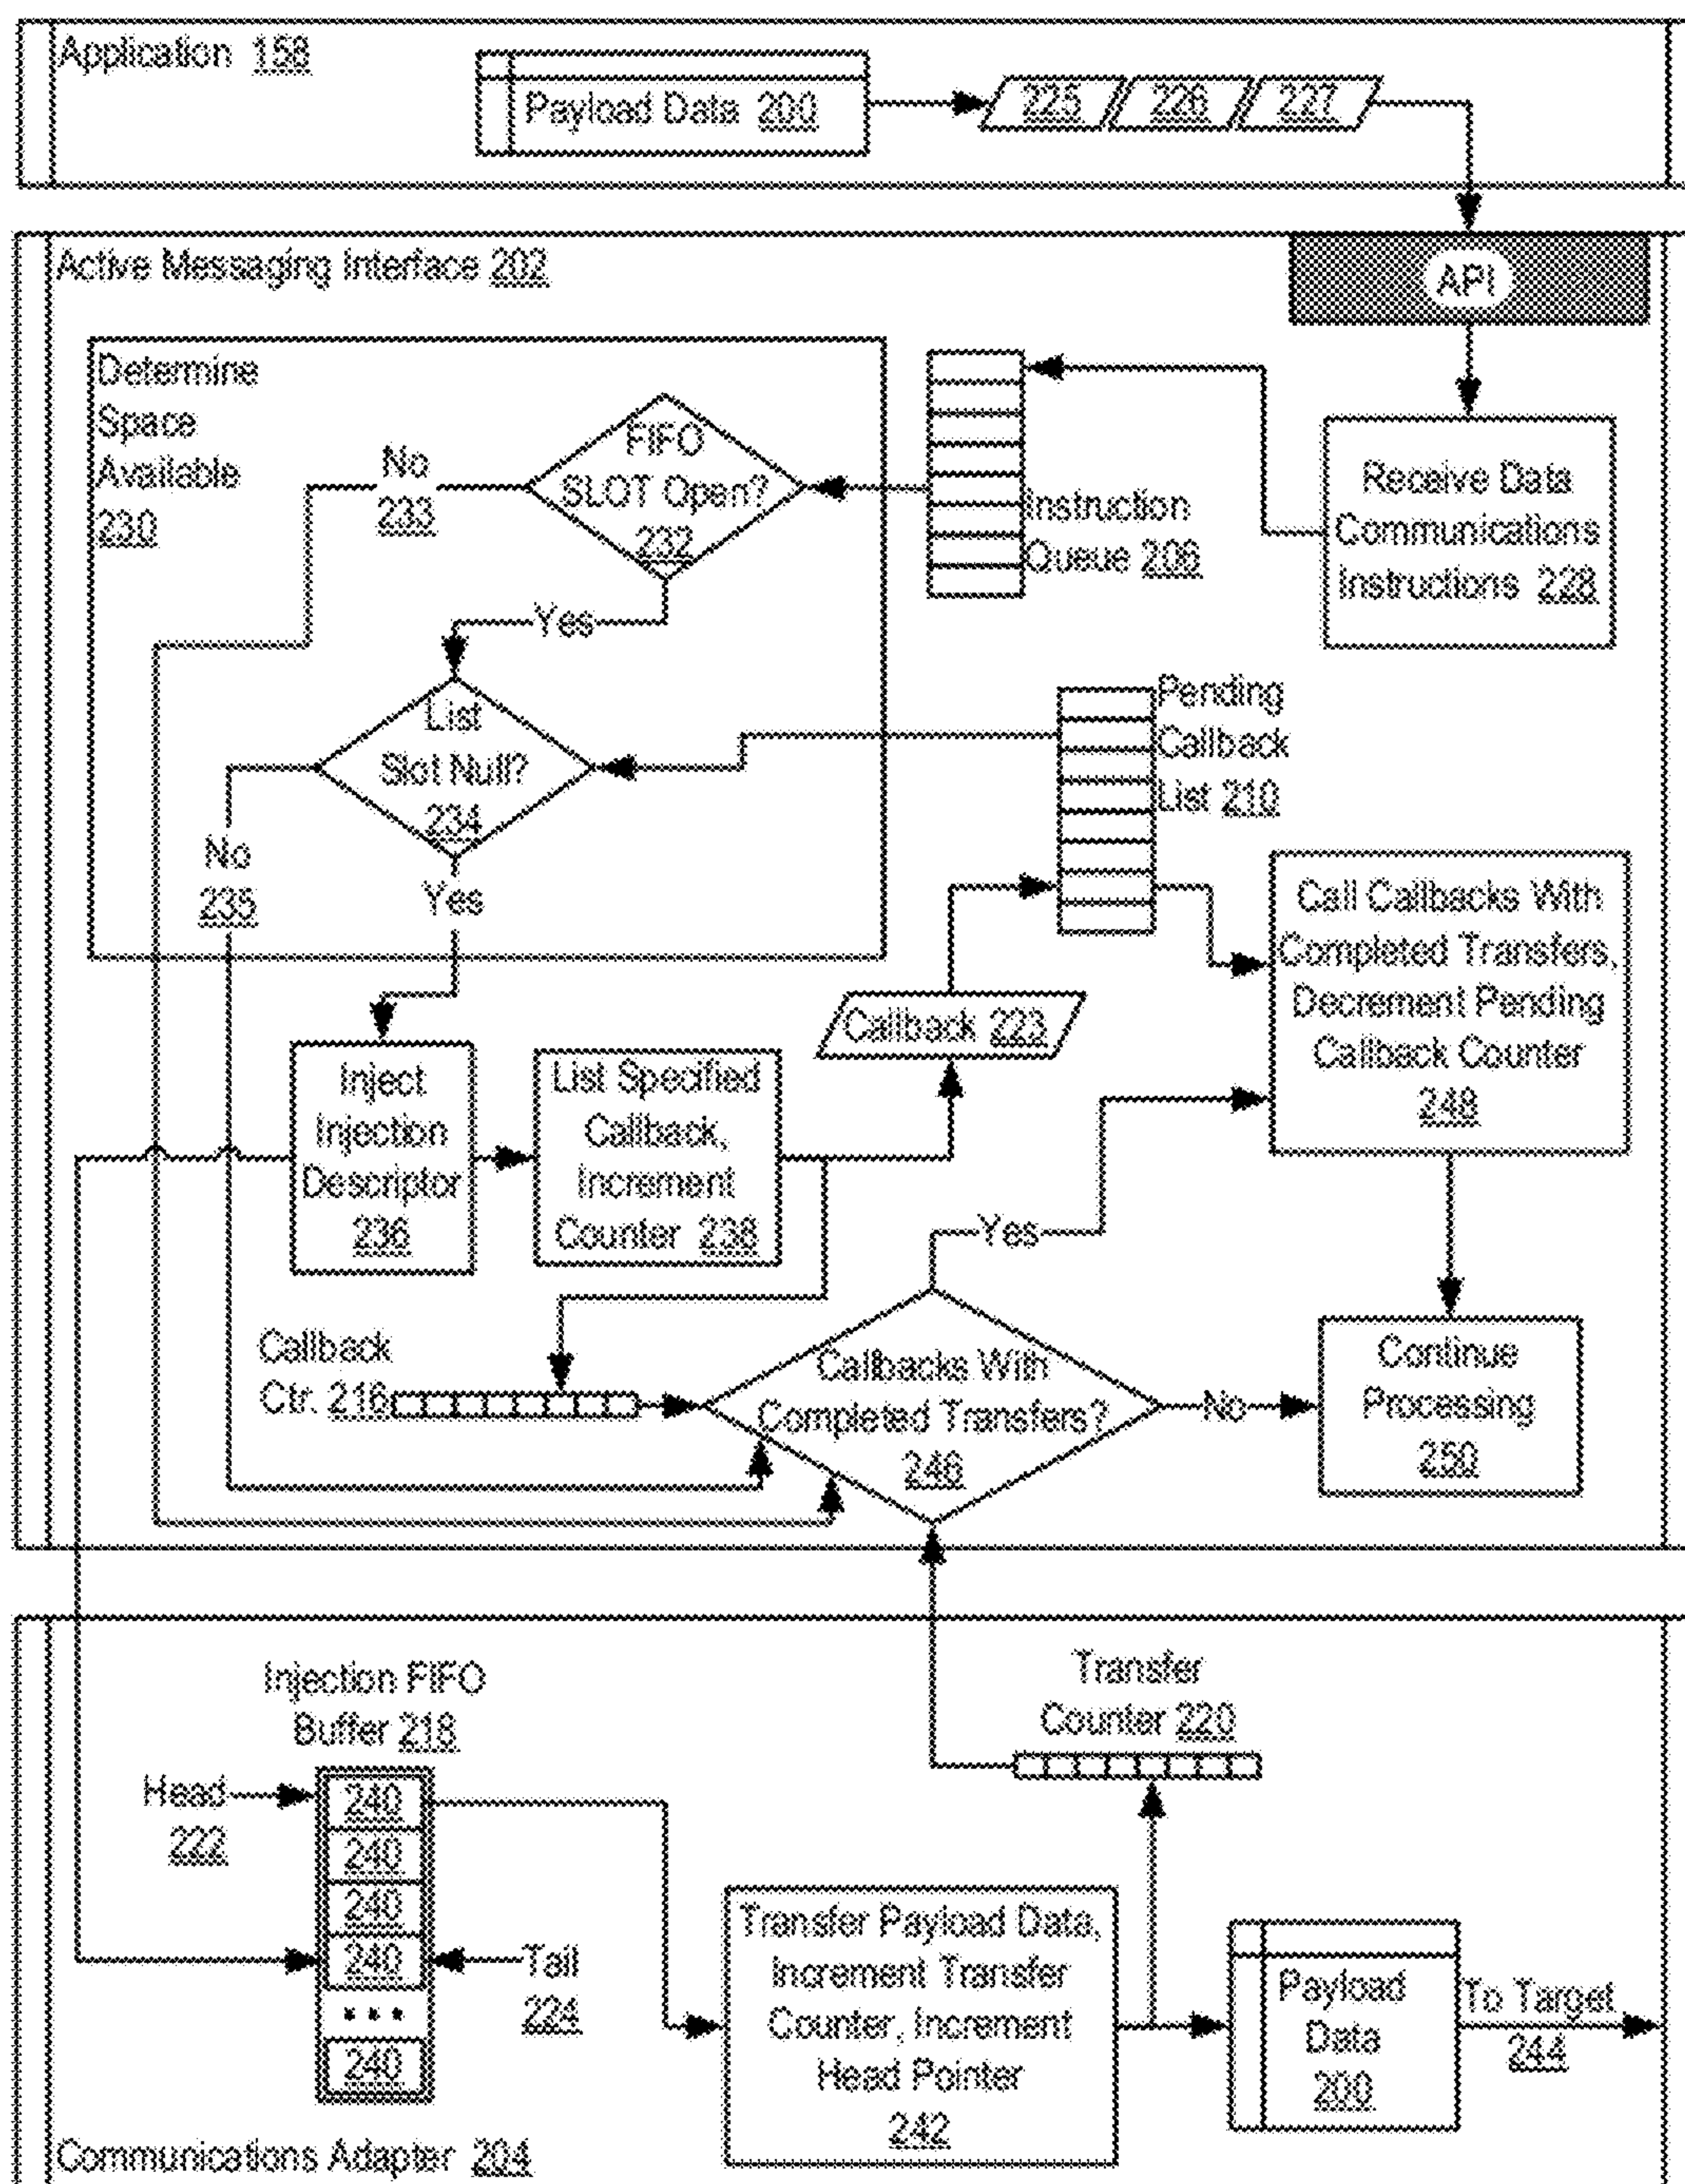 Application 158
Payload Data 200
225
226
227
Active Messaging Interface 202
API
Determine
Space
Available
230
FIFO
SLOT Open?
232
No
233
Yes
Instruction
Queue 206
Receive Data
Communications
Instructions 228
List
Slot Null?
234
No
235
Yes
Pending
Callback
List 210
Call Callbacks With
Completed Transfers,
Decrement Pending
Callback Counter
248
Callback 223
Inject
Injection
Descriptor
236
List Specified
Callback,
Increment
Counter 238
Yes
Callback
Ctr. 216
Callbacks With
Completed Transfers?
246
No
Continue
Processing
250
Injection FIFO
Buffer 218
Head
222
240
240
240
240
...
240
Tail
224
Transfer
Counter 220
Transfer Payload Data,
Increment Transfer
Counter, Increment
Head Pointer
242
Payload
Data
200
To Target
244
Communications Adapter 204